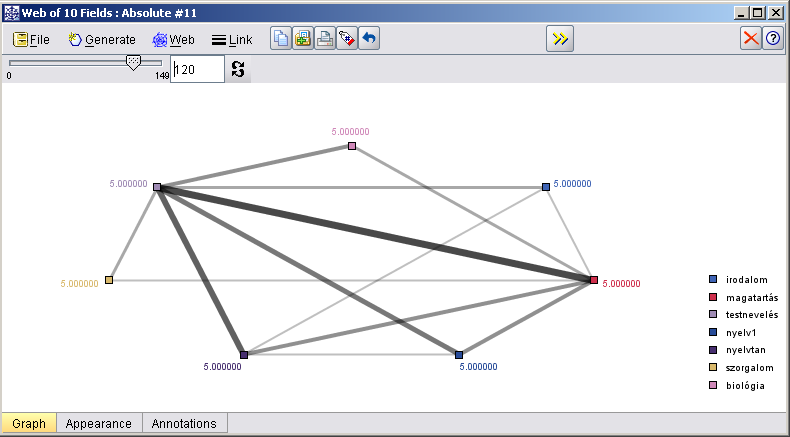 Web of 10 Fields : Absolute #11
File Generate Web Link
0 149 120
5.000000
5.000000 5.000000
5.000000 5.000000
5.000000 5.000000
irodalom
magatartás
testnevelés
nyelv1
nyelvtan
szorgalom
biológia
Graph Appearance Annotations